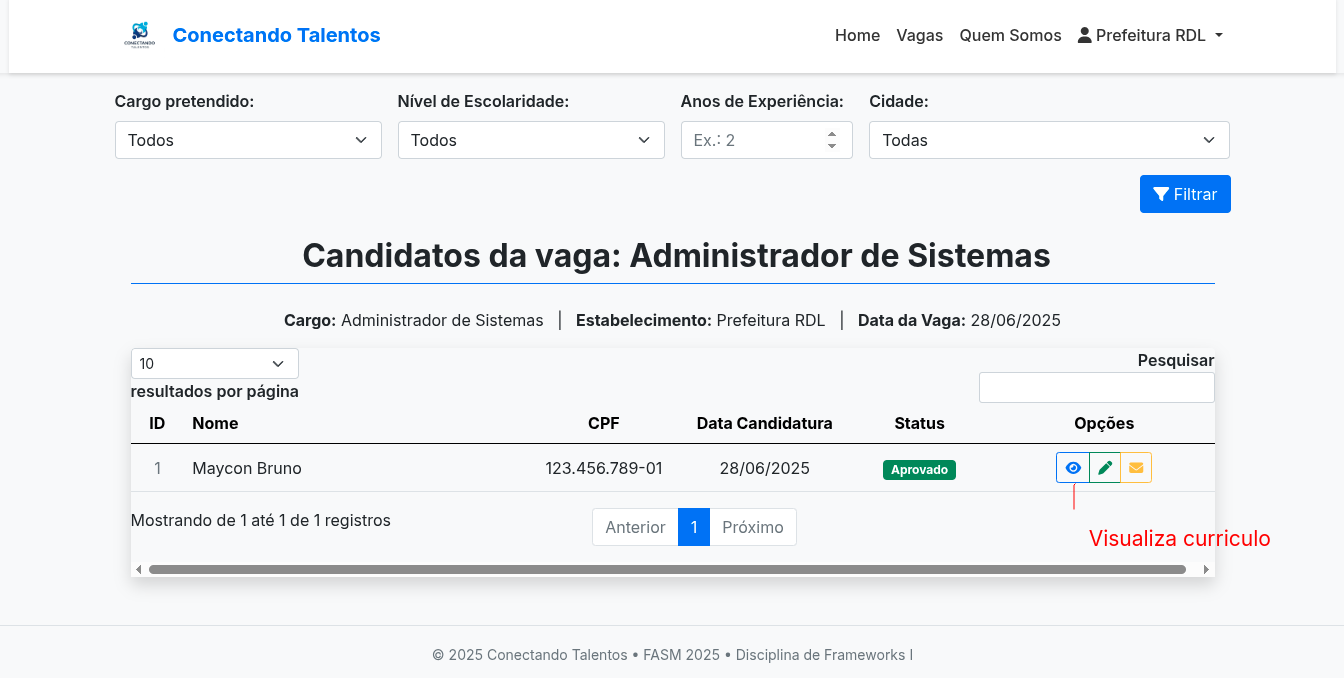 CONECTANDO
TALENTOS
Conectando Talentos
Home Vagas Quem Somos Prefeitura RDL
Cargo pretendido: Nível de Escolaridade: Anos de Experiência: Cidade:
Todos Todos Ex.: 2 Todas
Filtrar
Candidatos da vaga: Administrador de Sistemas
Cargo: Administrador de Sistemas | Estabelecimento: Prefeitura RDL | Data da Vaga: 28/06/2025
10 Pesquisar
resultados por página
ID Nome CPF Data Candidatura Status Opções
1 Maycon Bruno 123.456.789-01 28/06/2025 Aprovado
Mostrando de 1 até 1 de 1 registros Anterior 1 Próximo
Visualiza curriculo
© 2025 Conectando Talentos • FASM 2025 • Disciplina de Frameworks I